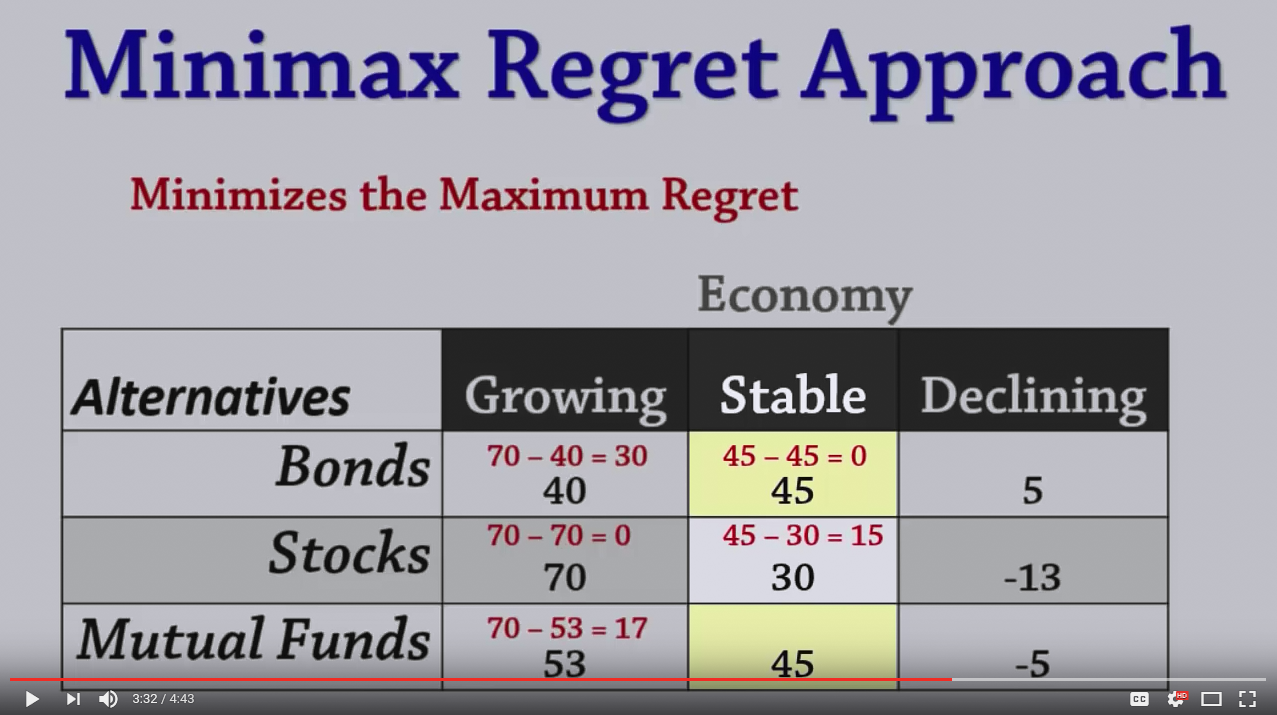 Minimax Regret Approach
Minimizes the Maximum Regret
Economy
Alternatives Growing Stable Declining
Bonds 70 – 40 = 30 45 – 45 = 0
40 45 5
Stocks 70 – 70 = 0 45 – 30 = 15
70 30 -13
Mutual Funds 70 – 53 = 17
53 45 -5
3:32 / 4:43 CC HD